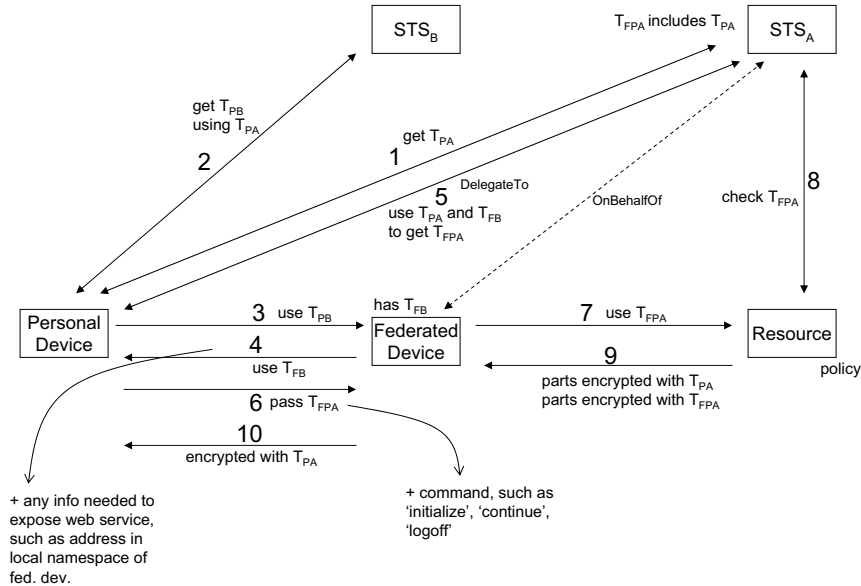 STS_B
T_FPA includes T_PA
STS_A
get T_PB
using T_PA
2
1
get T_PA
5
DelegateTo
use T_PA and T_FB
to get T_FPA
OnBehalfOf
check T_FPA
8
Personal
Device
3 use T_PB
has T_FB
Federated
Device
7 use T_FPA
Resource
policy
4
use T_FB
9
parts encrypted with T_PA
parts encrypted with T_FPA
6 pass T_FPA
10
encrypted with T_PA
+ any info needed to
expose web service,
such as address in
local namespace of
fed. dev.
+ command, such as
‘initialize’, ‘continue’,
‘logoff’